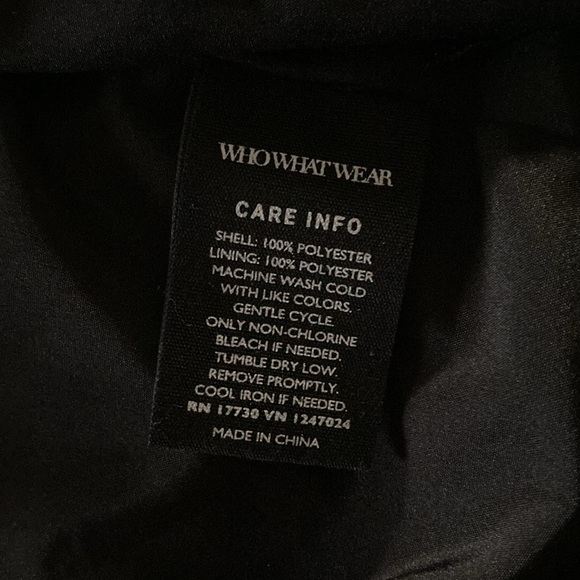 WHO WHAT WEAR
CARE INFO
SHELL: 100% POLYESTER
LINING: 100% POLYESTER
MACHINE WASH COLD
WITH LIKE COLORS.
GENTLE CYCLE.
ONLY NON-CHLORINE
BLEACH IF NEEDED.
TUMBLE DRY LOW.
REMOVE PROMPTLY.
COOL IRON IF NEEDED.
RN 17730 VN 1247024
MADE IN CHINA